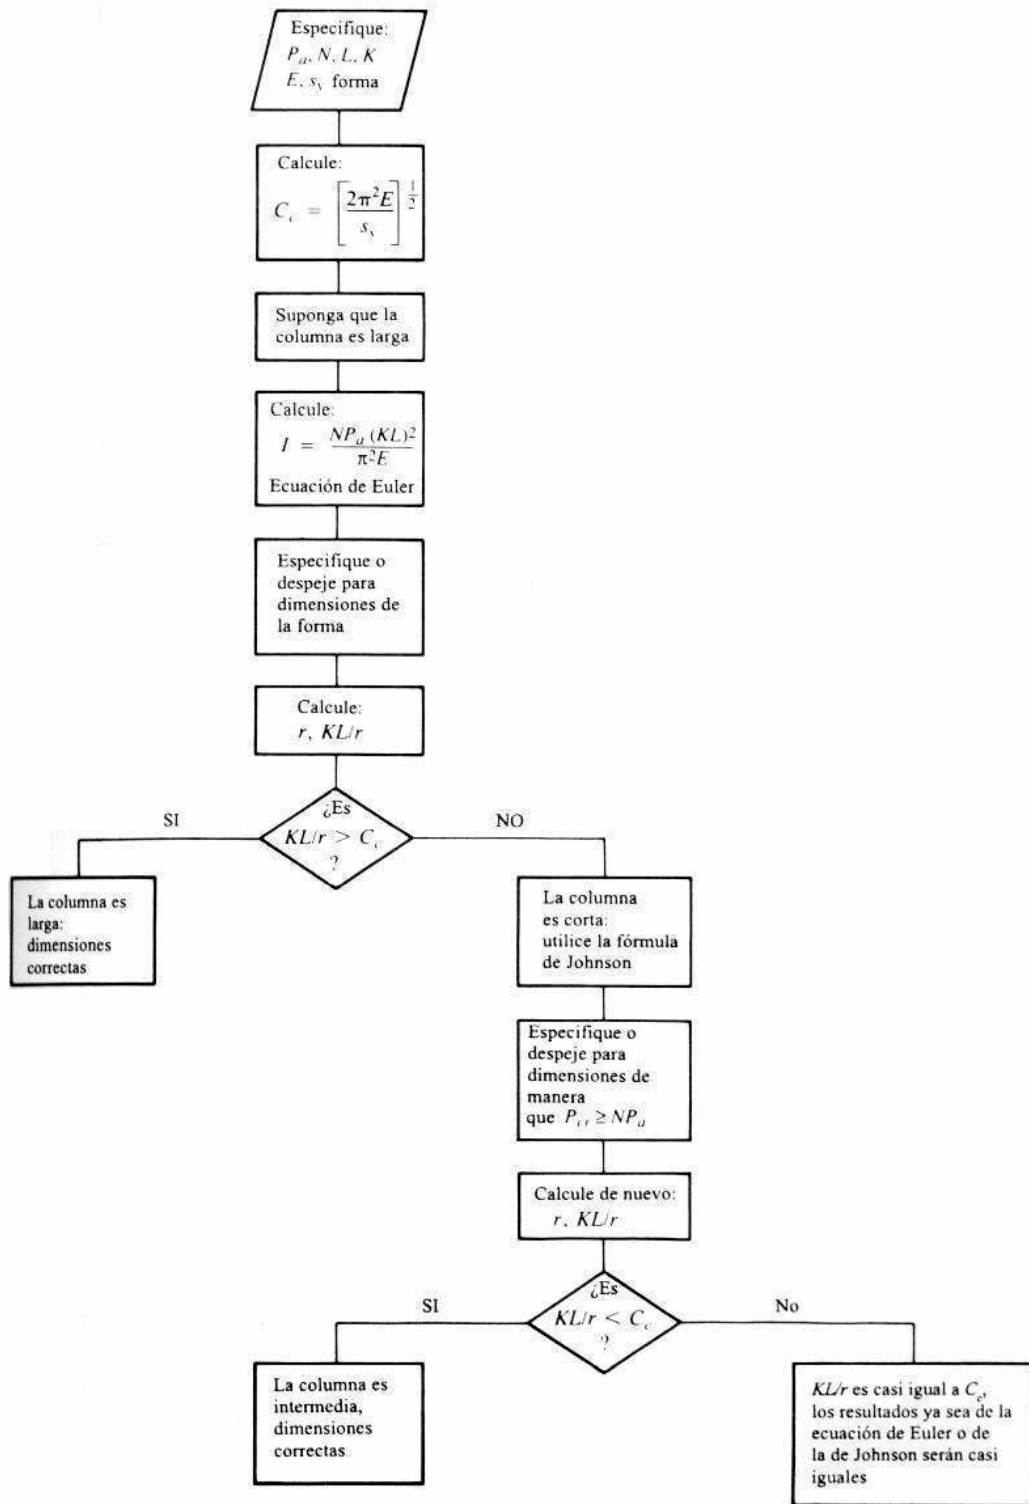 Especifique:
P_a, N, L, K
E, s_y forma
Calcule:
C_c = [2π²E / s_y]^(1/2)
Suponga que la
columna es larga
Calcule:
I = NP_a (KL)² / π²E
Ecuación de Euler
Especifique o
despeje para
dimensiones de
la forma
Calcule:
r, KL/r
¿Es
KL/r > C_c
?
SI
NO
La columna es
larga:
dimensiones
correctas
La columna
es corta:
utilice la fórmula
de Johnson
Especifique o
despeje para
dimensiones de
manera
que P_cr ≥ NP_a
Calcule de nuevo:
r, KL/r
¿Es
KL/r < C_c
?
SI
No
La columna es
intermedia,
dimensiones
correctas
KL/r es casi igual a C_c,
los resultados ya sea de la
ecuación de Euler o de
la de Johnson serán casi
iguales